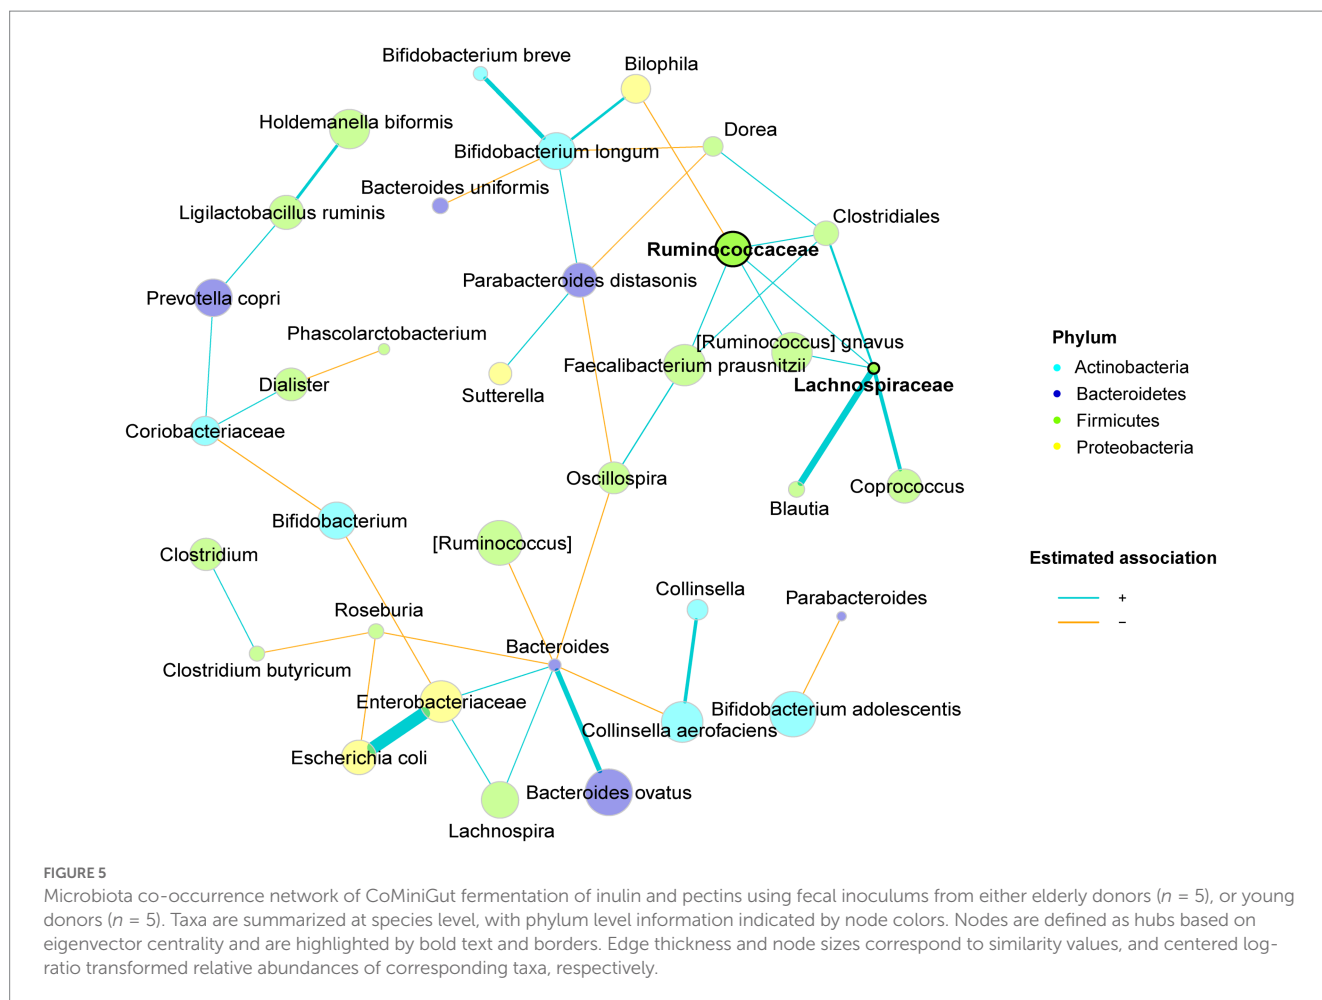 Bifidobacterium breve
Bilophila
Holdemanella biformis
Dorea
Bifidobacterium longum
Bacteroides uniformis
Ligilactobacillus ruminis
Clostridiales
Ruminococcaceae
Parabacteroides distasonis
Prevotella copri
Phascolarctobacterium
[Ruminococcus] gnavus
Faecalibacterium prausnitzii
Dialister
Lachnospiraceae
Sutterella
Coriobacteriaceae
Oscillospira
Coprococcus
Blautia
Bifidobacterium
[Ruminococcus]
Clostridium
Collinsella
Parabacteroides
Roseburia
Bacteroides
Clostridium butyricum
Enterobacteriaceae
Bifidobacterium adolescentis
Collinsella aerofaciens
Escherichia coli
Bacteroides ovatus
Lachnospira
Phylum
Actinobacteria
Bacteroidetes
Firmicutes
Proteobacteria
Estimated association
+
−
FIGURE 5
Microbiota co-occurrence network of CoMiniGut fermentation of inulin and pectins using fecal inoculums from either elderly donors (n = 5), or young
donors (n = 5). Taxa are summarized at species level, with phylum level information indicated by node colors. Nodes are defined as hubs based on
eigenvector centrality and are highlighted by bold text and borders. Edge thickness and node sizes correspond to similarity values, and centered log-
ratio transformed relative abundances of corresponding taxa, respectively.